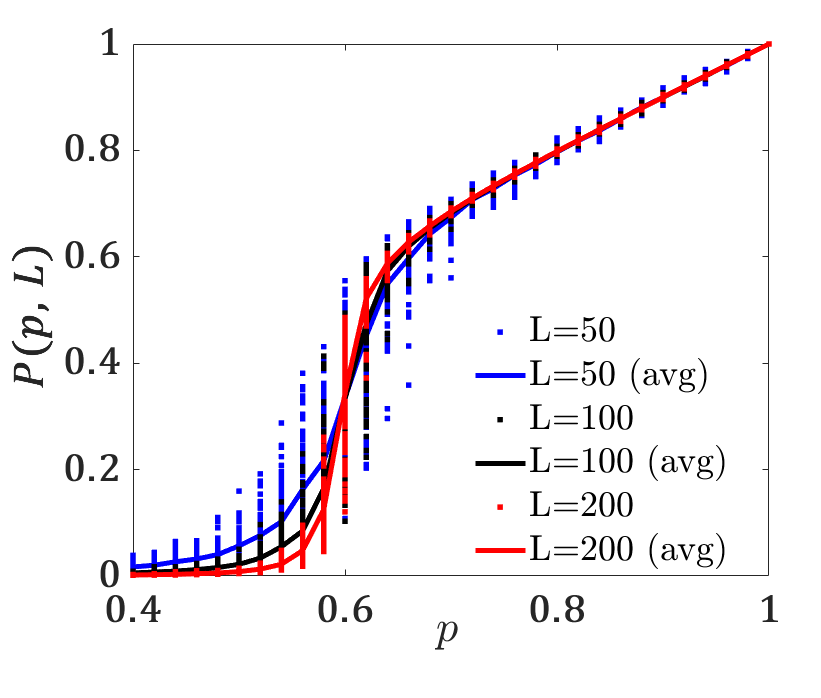 1
0.8
0.6
0.4
0.2
0
P(p, L)
L=50
L=50 (avg)
L=100
L=100 (avg)
L=200
L=200 (avg)
0.4 0.6 0.8 1
p